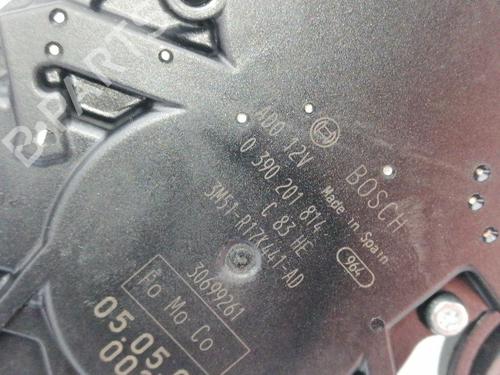 BOSCH
Made in Spain
964
ADO 12V
0 390 201 814
C 83 HE
3M51-R17K441-AD
30699261
Fo Mo Co
05.05.
B-PARTS